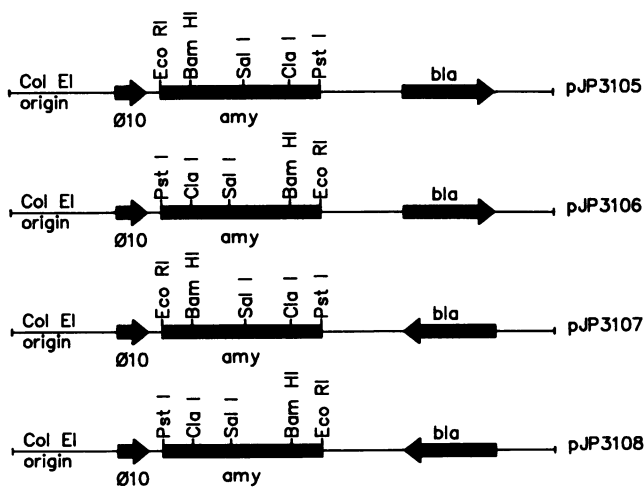 Eco RI Bam HI Sal I Cla I Pst I
Col EI origin Ø10 amy bla pJP3105
Pst I Cla I Sal I Bam HI Eco RI
Col EI origin Ø10 amy bla pJP3106
Eco RI Bam HI Sal I Cla I Pst I
Col EI origin Ø10 amy bla pJP3107
Pst I Cla I Sal I Bam HI Eco RI
Col EI origin Ø10 amy bla pJP3108